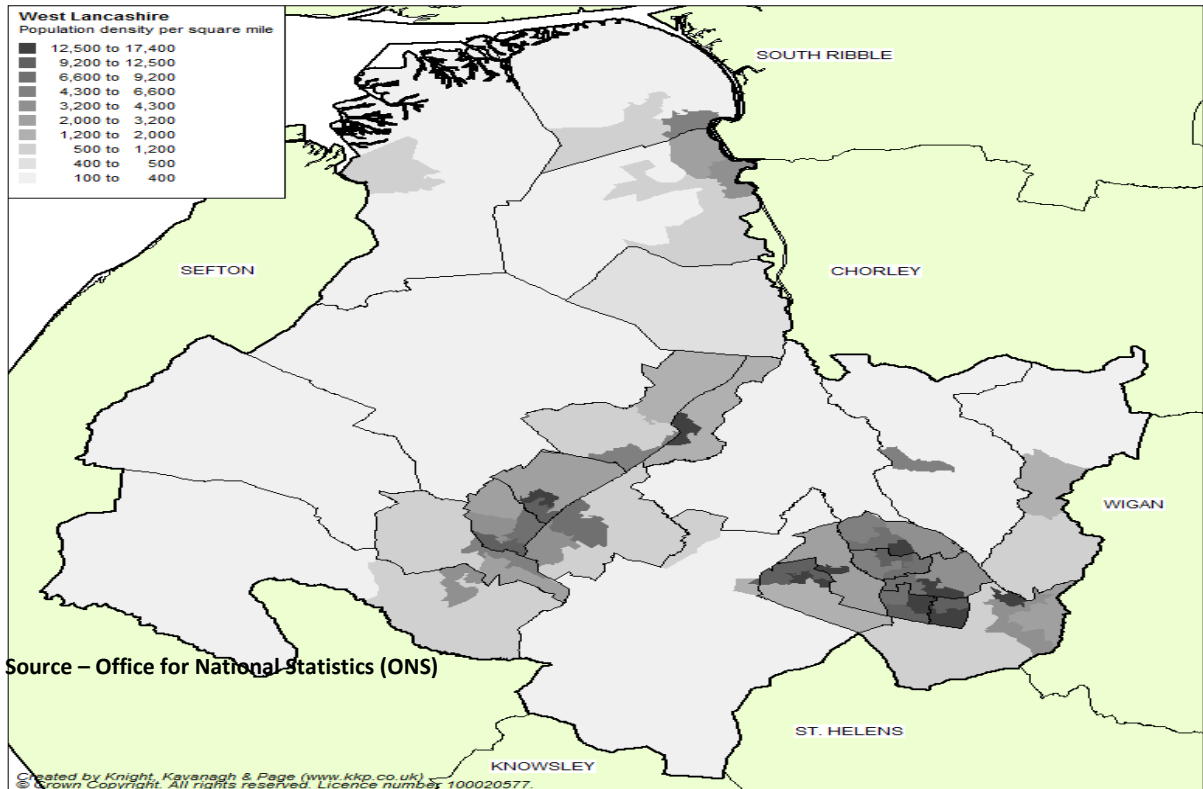 West Lancashire
Population density per square mile
12,500 to 17,400
9,200 to 12,500
6,600 to 9,200
4,300 to 6,600
3,200 to 4,300
2,000 to 3,200
1,200 to 2,000
500 to 1,200
400 to 500
100 to 400
SOUTH RIBBLE
SEFTON
CHORLEY
WIGAN
Source – Office for National Statistics (ONS)
ST. HELENS
KNOWSLEY
Created by Knight, Kavanagh & Page (www.kkp.co.uk)
© Crown Copyright. All rights reserved. Licence number 100020577.